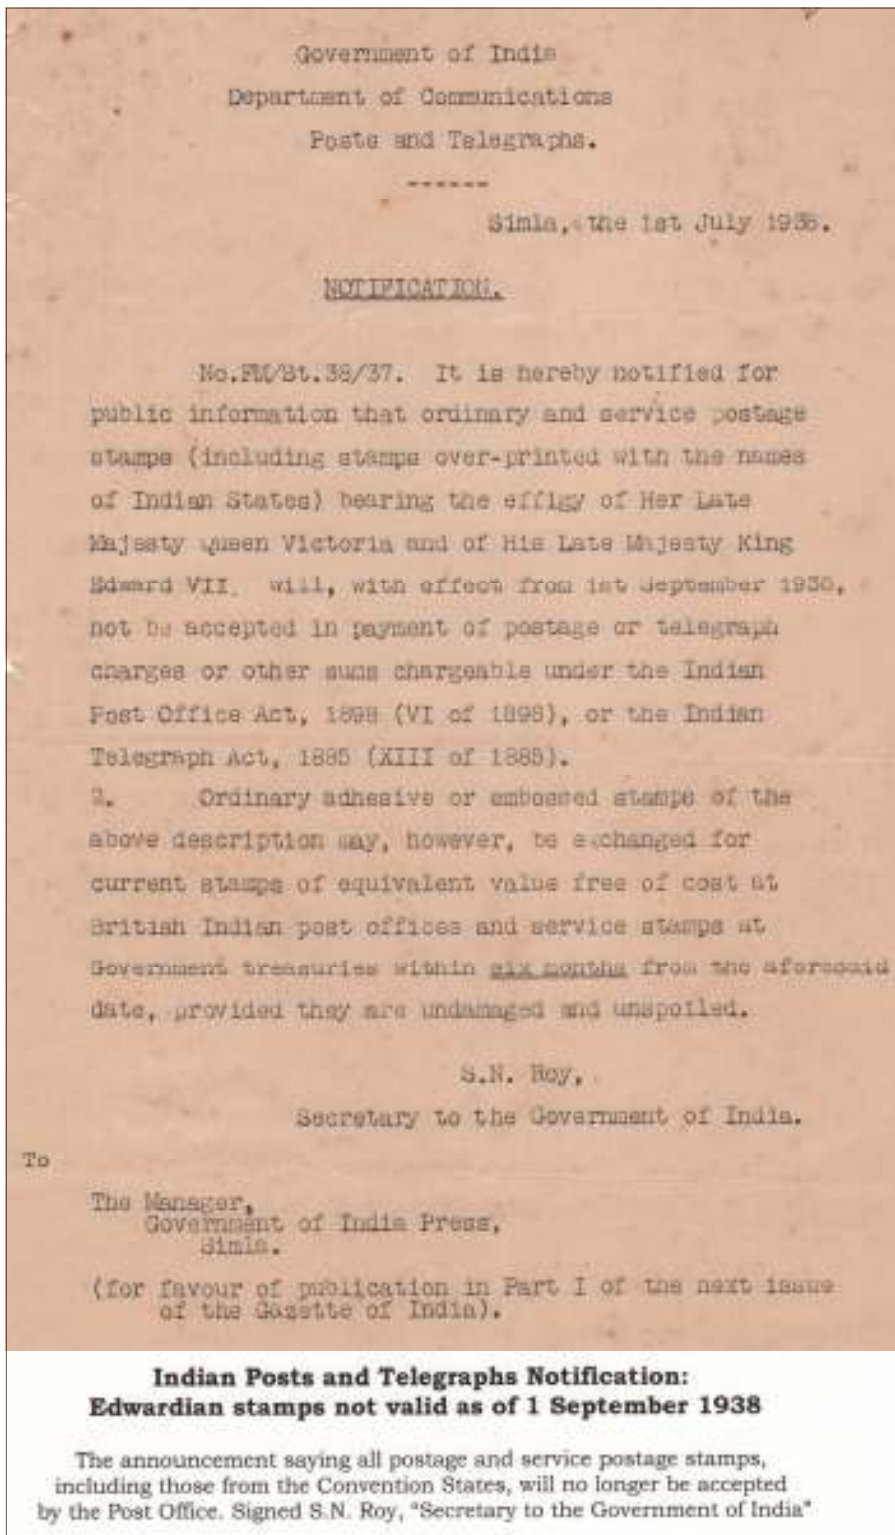 Government of India
Department of Communications
Posts and Telegraphs.
------
Simla, the 1st July 1938.
NOTIFICATION.
No.FM/St.38/37. It is hereby notified for
public information that ordinary and service postage
stamps (including stamps over-printed with the names
of Indian States) bearing the effigy of Her Late
Majesty Queen Victoria and of His Late Majesty King
Edward VII. will, with effect from 1st September 1938,
not be accepted in payment of postage or telegraph
charges or other sums chargeable under the Indian
Post Office Act, 1898 (VI of 1898), or the Indian
Telegraph Act, 1885 (XIII of 1885).
2. Ordinary adhesive or embossed stamps of the
above description may, however, be exchanged for
current stamps of equivalent value free of cost at
British Indian post offices and service stamps at
Government treasuries within six months from the aforesaid
date, provided they are undamaged and unspoiled.
S.N. Roy,
Secretary to the Government of India.
To
The Manager,
Government of India Press,
Simla.
(for favour of publication in Part I of the next issue
of the Gazette of India).
Indian Posts and Telegraphs Notification:
Edwardian stamps not valid as of 1 September 1938
The announcement saying all postage and service postage stamps,
including those from the Convention States, will no longer be accepted
by the Post Office. Signed S.N. Roy, "Secretary to the Government of India"